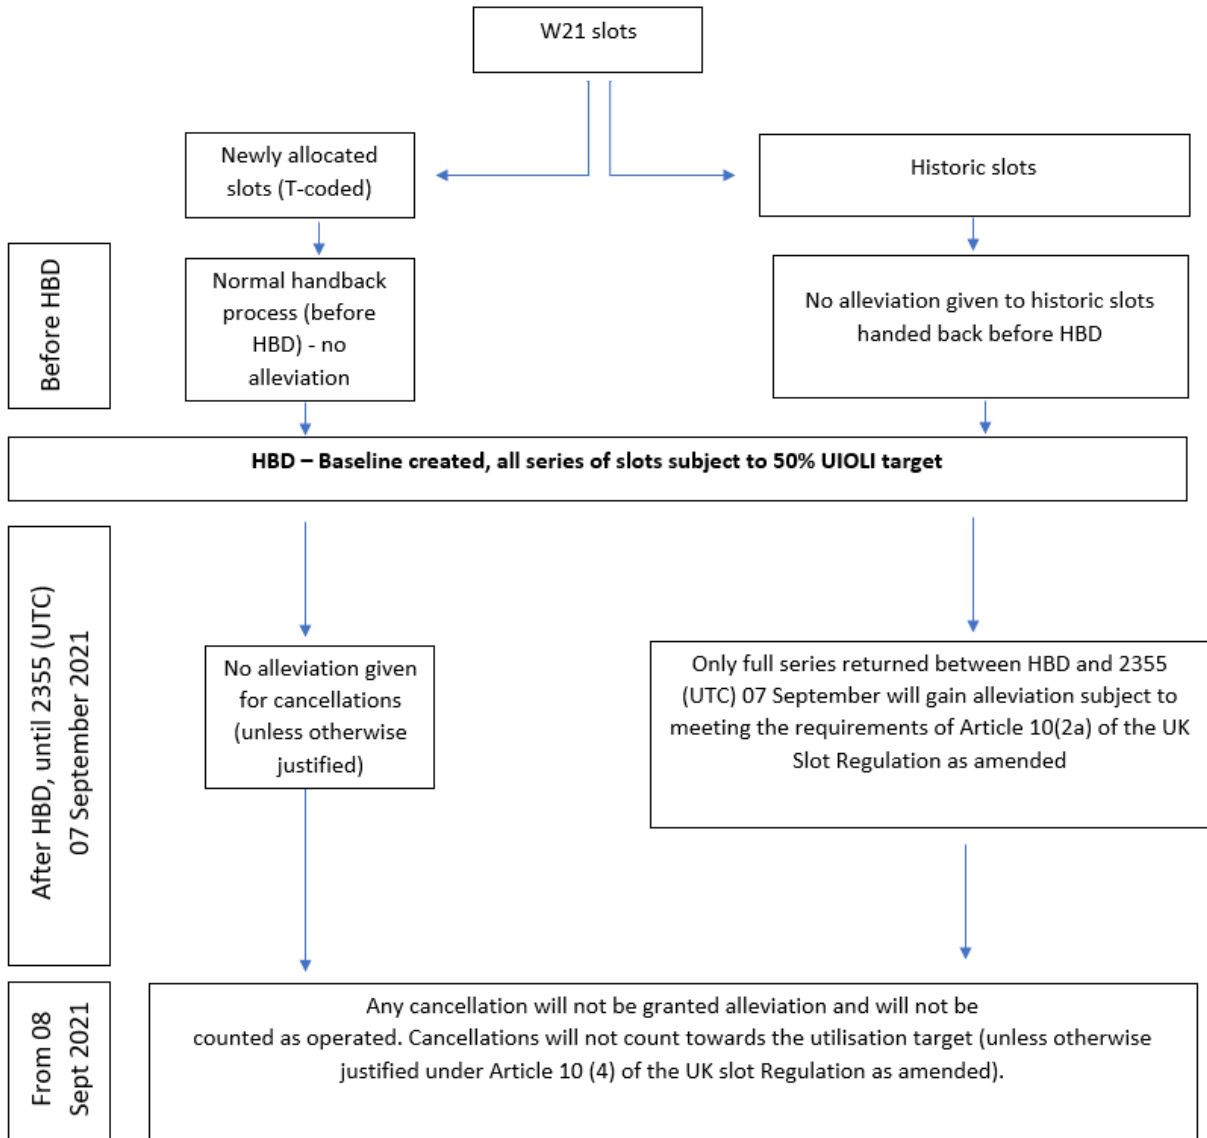 W21 slots
Newly allocated
slots (T-coded)
Historic slots
Before HBD
Normal handback
process (before
HBD) - no
alleviation
No alleviation given to historic slots
handed back before HBD
HBD – Baseline created, all series of slots subject to 50% UIOLI target
After HBD, until 2355 (UTC)
07 September 2021
No alleviation given
for cancellations
(unless otherwise
justified)
Only full series returned between HBD and 2355
(UTC) 07 September will gain alleviation subject to
meeting the requirements of Article 10(2a) of the UK
Slot Regulation as amended
From 08
Sept 2021
Any cancellation will not be granted alleviation and will not be
counted as operated. Cancellations will not count towards the utilisation target (unless otherwise
justified under Article 10 (4) of the UK slot Regulation as amended).